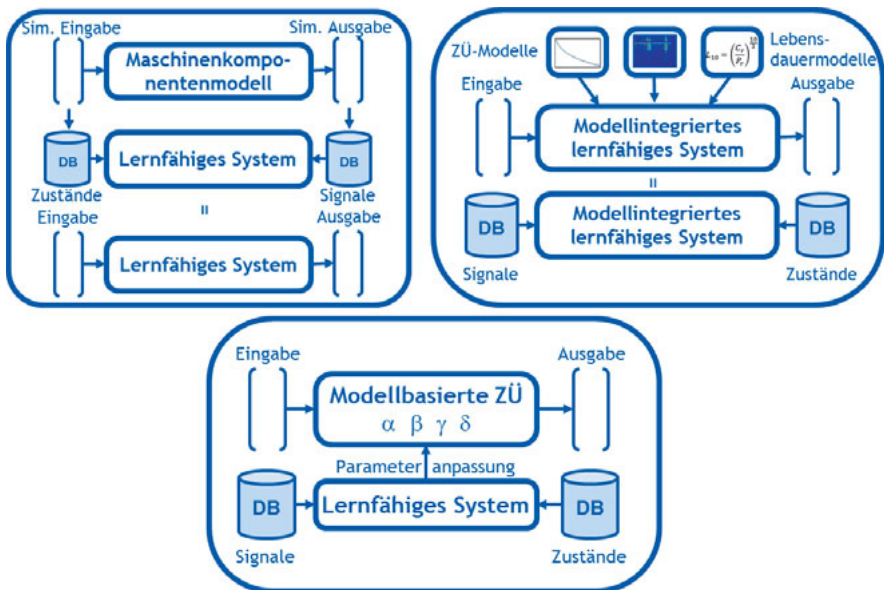 Sim. Eingabe
Sim. Ausgabe
Maschinenkompo-
nentenmodell
DB
Lernfähiges System
DB
Zustände
Signale
=
Eingabe
Ausgabe
Lernfähiges System
ZÜ-Modelle
Lebens-
dauermodelle
Eingabe
Ausgabe
Modellintegriertes
lernfähiges System
=
DB
Modellintegriertes
lernfähiges System
DB
Signale
Zustände
Eingabe
Ausgabe
Modellbasierte ZÜ
α β γ δ
Parameter anpassung
DB
Lernfähiges System
DB
Signale
Zustände